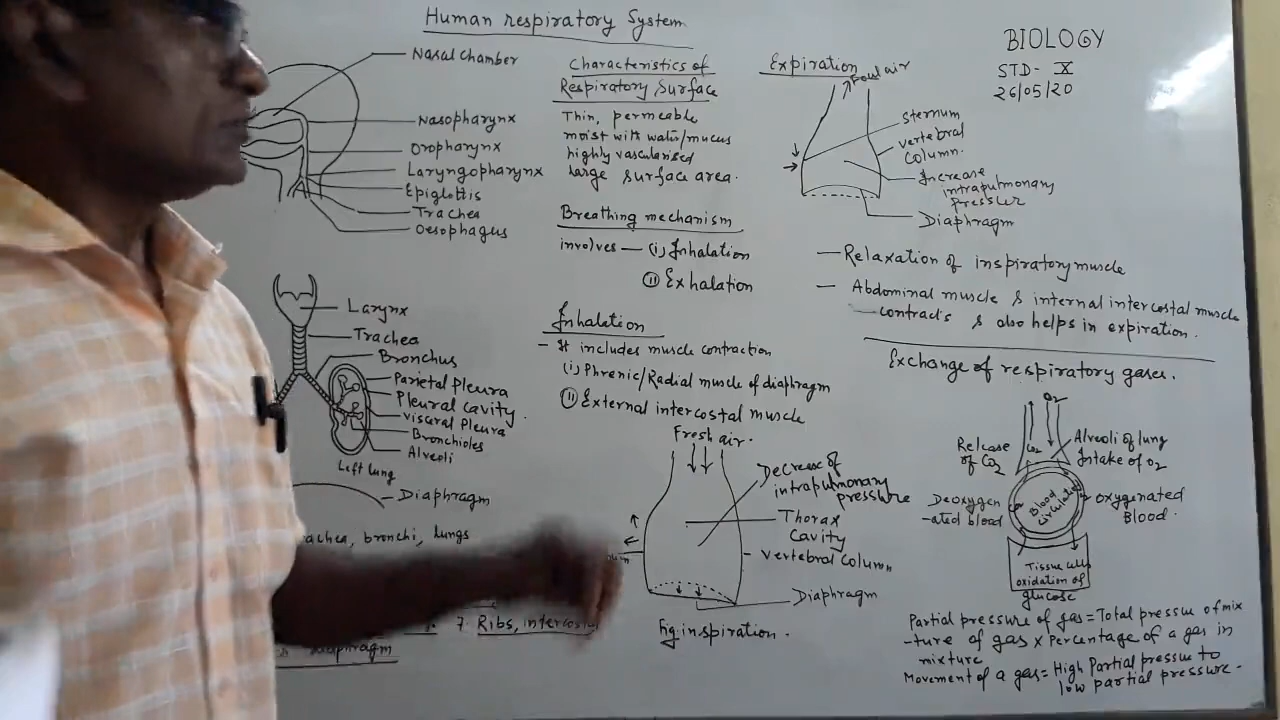 Human respiratory System
Nasal chamber
Nasopharynx
Oropharynx
Laryngopharynx
Epiglottis
Trachea
Oesophagus
Larynx
Trachea
Bronchus
Parietal Pleura
Pleural cavity
visceral Pleura
Bronchioles
Alveoli
Left lung
Diaphragm
bronchi, lungs
7. Ribs,
Characteristics of
Respiratory Surface
Thin, permeable
moist with water/mucus
highly vascularised
large surface area.
Breathing mechanism
involves — (i) Inhalation
(ii) Exhalation
Inhalation
- It includes muscle contraction
(i) Phrenic/Radial muscle of diaphragm
(ii) External intercostal muscle
Fresh air.
Decrease of
intrapulmonary
pressure
Thorax
Cavity
vertebral column
Diaphragm
Fig. inspiration.
BIOLOGY
STD- X
26/05/20
Expiration
Foul air
Sternum
vertebral
column.
Increase
intrapulmonary
Diaphragm
— Relaxation of inspiratory muscle
— Abdominal muscle & internal intercostal muscle
contracts & also helps in expiration.
Exchange of respiratory gases.
O2
CO2
Release
of CO2
Alveoli of lung
Intake of O2
Deoxygen
-ated blood
Blood
oxygenated
Blood.
Tissue
oxidation of
glucose
Partial pressure of gas = Total pressure of mix
-ture of gas x Percentage of a gas in
mixture
Movement of a gas = High Partial pressure to
low partial pressure.